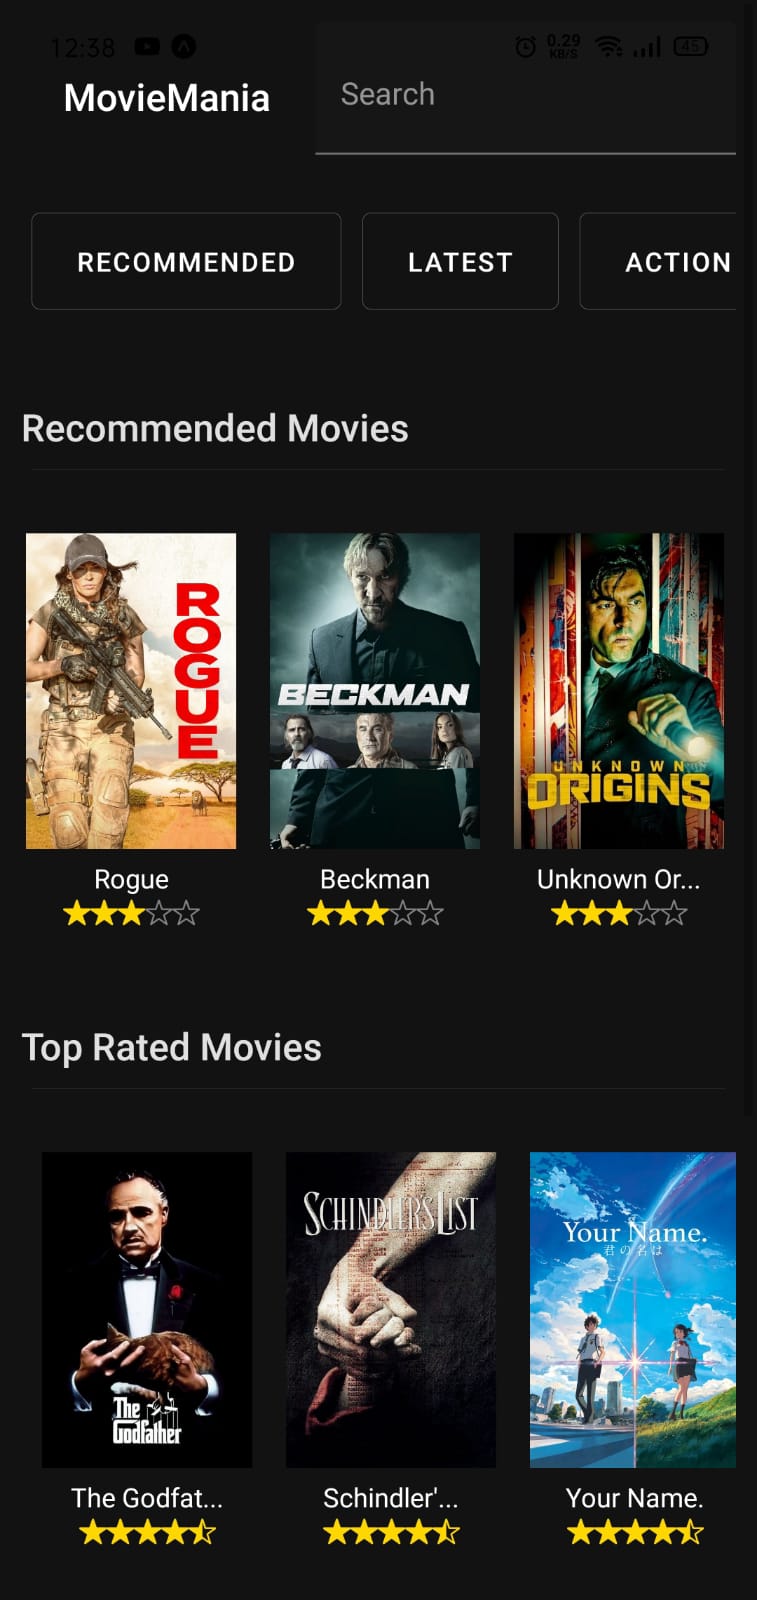 12:38
0.29
KB/S
45
MovieMania
Search
RECOMMENDED
LATEST
ACTION
Recommended Movies
ROGUE
BECKMAN
UNKNOWN
ORIGINS
Rogue
Beckman
Unknown Or...
Top Rated Movies
The
Godfather
SCHINDLER'S LIST
Your Name.
君の名は
The Godfat...
Schindler'...
Your Name.